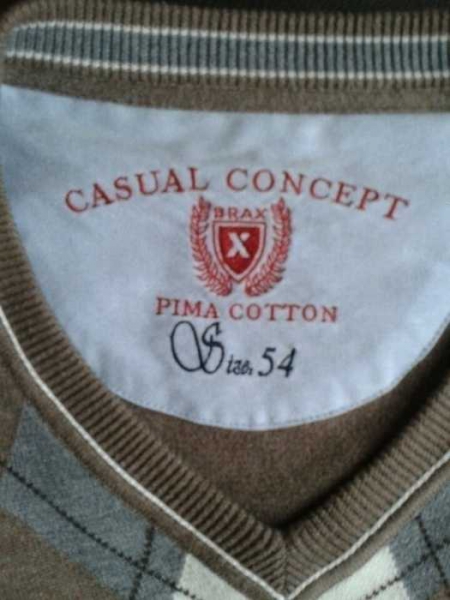 CASUAL CONCEPT
BRAX
X
PIMA COTTON
Size: 54